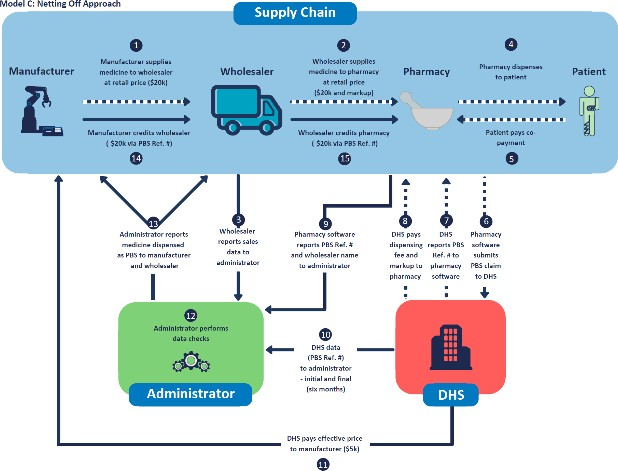 Model C: Netting Off Approach
Supply Chain
1
Manufacturer supplies
medicine to wholesaler
at retail price ($20k)
2
Wholesaler supplies
medicine to pharmacy
at retail price
($20k and markup)
4
Pharmacy dispenses
to patient
Manufacturer
Wholesaler
Pharmacy
Patient
Manufacturer credits wholesaler
( $20k via PBS Ref. #)
14
Wholesaler credits pharmacy
( $20k via PBS Ref. #)
15
Patient pays co-
payment
5
13
Administrator reports
medicine dispensed
as PBS to manufacturer
and wholesaler
3
Wholesaler
reports sales
data to
administrator
9
Pharmacy software
reports PBS Ref. #
and wholesaler name
to administrator
8
DHS pays
dispensing
fee and
markup to
pharmacy
7
DHS
reports PBS
Ref. # to
pharmacy
software
6
Pharmacy
software
submits
PBS claim
to DHS
12
Administrator performs
data checks
Administrator
10
DHS data
(PBS Ref. #)
to administrator
- initial and final
(six months)
DHS
DHS pays effective price
to manufacturer ($5k)
11